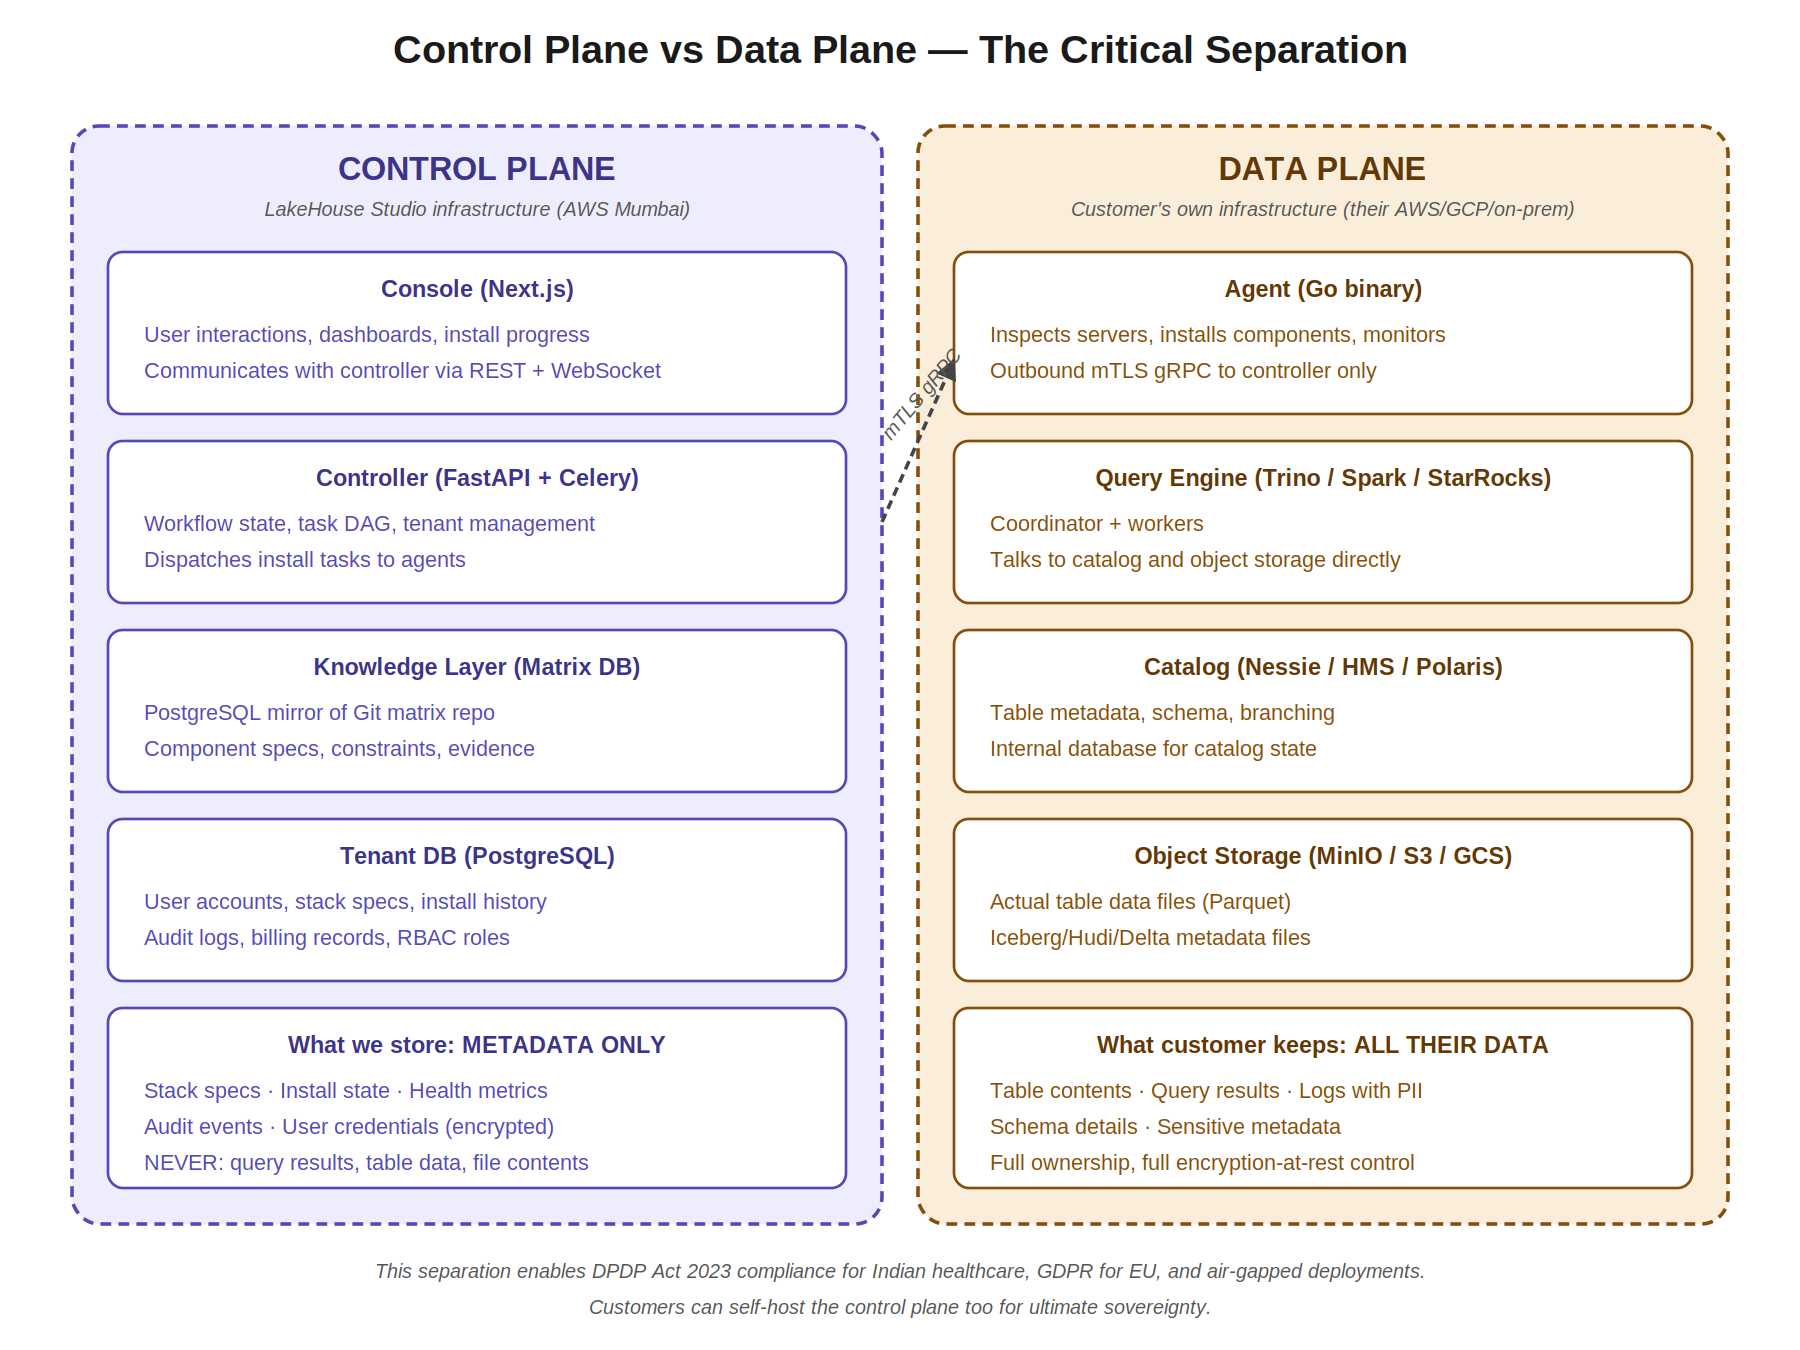 Control Plane vs Data Plane — The Critical Separation
CONTROL PLANE
LakeHouse Studio infrastructure (AWS Mumbai)
Console (Next.js)
User interactions, dashboards, install progress
Communicates with controller via REST + WebSocket
Controller (FastAPI + Celery)
Workflow state, task DAG, tenant management
Dispatches install tasks to agents
Knowledge Layer (Matrix DB)
PostgreSQL mirror of Git matrix repo
Component specs, constraints, evidence
Tenant DB (PostgreSQL)
User accounts, stack specs, install history
Audit logs, billing records, RBAC roles
What we store: METADATA ONLY
Stack specs · Install state · Health metrics
Audit events · User credentials (encrypted)
NEVER: query results, table data, file contents
mTLS gRPC
DATA PLANE
Customer's own infrastructure (their AWS/GCP/on-prem)
Agent (Go binary)
Inspects servers, installs components, monitors
Outbound mTLS gRPC to controller only
Query Engine (Trino / Spark / StarRocks)
Coordinator + workers
Talks to catalog and object storage directly
Catalog (Nessie / HMS / Polaris)
Table metadata, schema, branching
Internal database for catalog state
Object Storage (MinIO / S3 / GCS)
Actual table data files (Parquet)
Iceberg/Hudi/Delta metadata files
What customer keeps: ALL THEIR DATA
Table contents · Query results · Logs with PII
Schema details · Sensitive metadata
Full ownership, full encryption-at-rest control
This separation enables DPDP Act 2023 compliance for Indian healthcare, GDPR for EU, and air-gapped deployments.
Customers can self-host the control plane too for ultimate sovereignty.